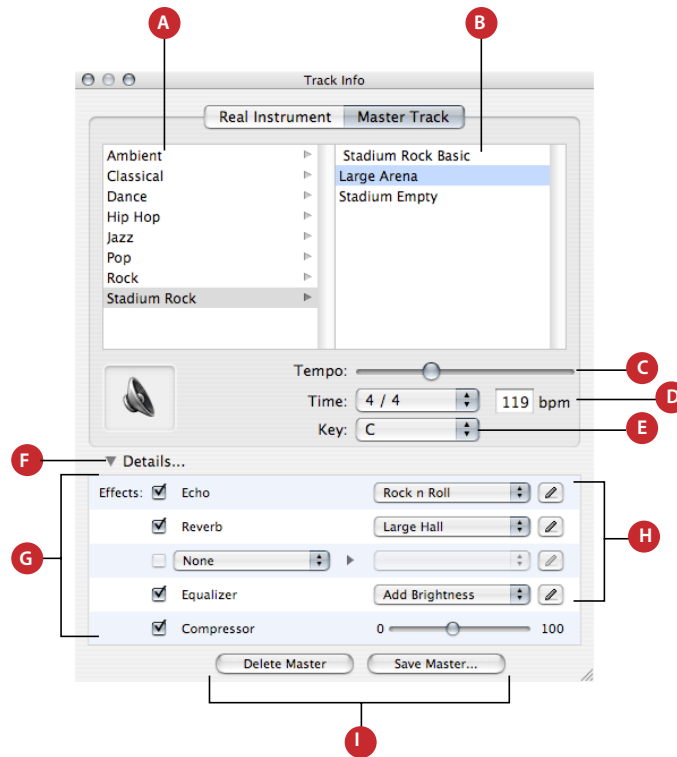 A B
Track Info
Real Instrument Master Track
Ambient Stadium Rock Basic
Classical Large Arena
Dance Stadium Empty
Hip Hop
Jazz
Pop
Rock
Stadium Rock
Tempo: C
Time: 4 / 4 119 bpm D
Key: C E
F Details...
Effects: Echo Rock n Roll
Reverb Large Hall
G H
None
Equalizer Add Brightness
Compressor 0 100
Delete Master Save Master...
I